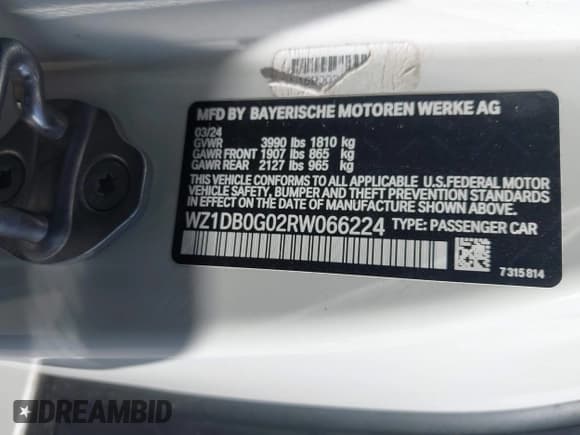 MFD BY BAYERISCHE MOTOREN WERKE AG
03/24
GVWR 3990 lbs 1810 kg
GAWR FRONT 1907 lbs 865 kg
GAWR REAR 2127 lbs 965 kg
THIS VEHICLE CONFORMS TO ALL APPLICABLE U.S.FEDERAL MOTOR
VEHICLE SAFETY, BUMPER AND THEFT PREVENTION STANDARDS
IN EFFECT ON THE DATE OF MANUFACTURE SHOWN ABOVE.
WZ1DB0G02RW066224 TYPE: PASSENGER CAR
7315814
DREAMBID